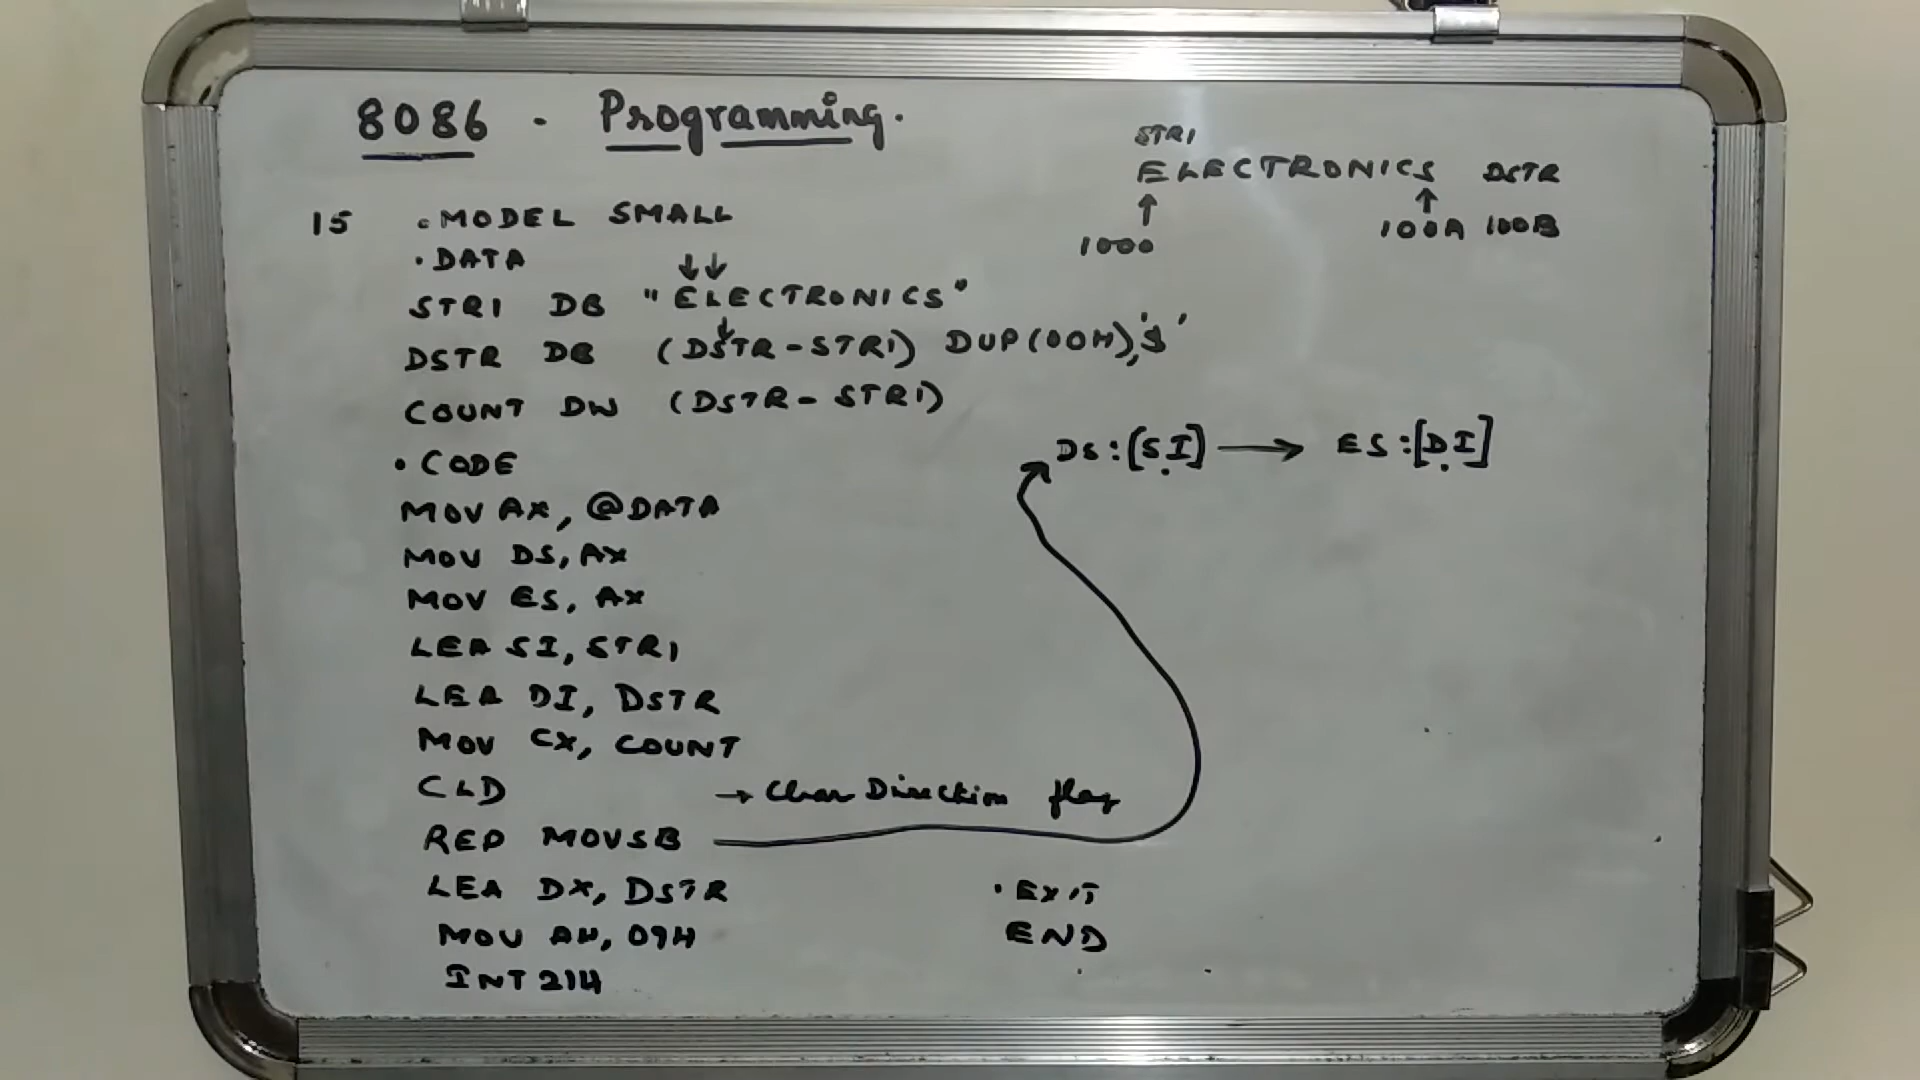 8086 - Programming.
STR1
ELECTRONICS DSTR
1000 100A 100B
15 .MODEL SMALL
.DATA
STR1 DB "ELECTRONICS"
DSTR DB (DSTR-STR1) DUP(00H),'$'
COUNT DW (DSTR-STR1)
.CODE
MOV AX, @DATA
MOV DS, AX
MOV ES, AX
LEA SI, STR1
LEA DI, DSTR
MOV CX, COUNT
CLD → Clear Direction flag
REP MOVSB
DS:[SI] → ES:[DI]
LEA DX, DSTR
MOV AH, 09H
INT 21H
.EXIT
END